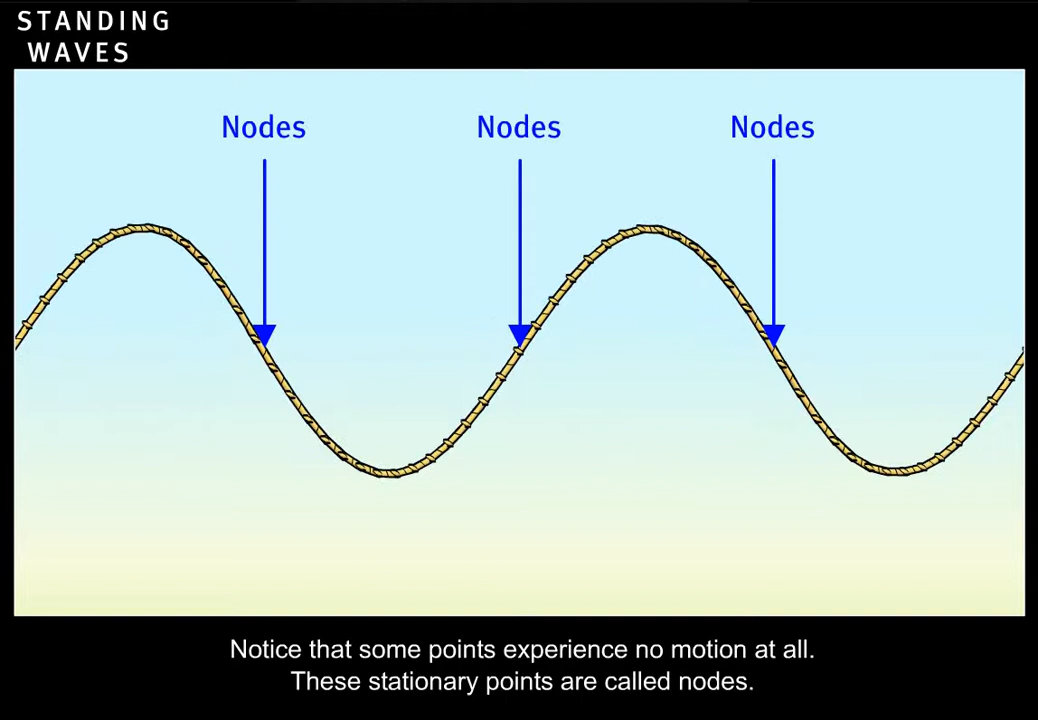 STANDING
WAVES
Nodes Nodes Nodes
Notice that some points experience no motion at all.
These stationary points are called nodes.